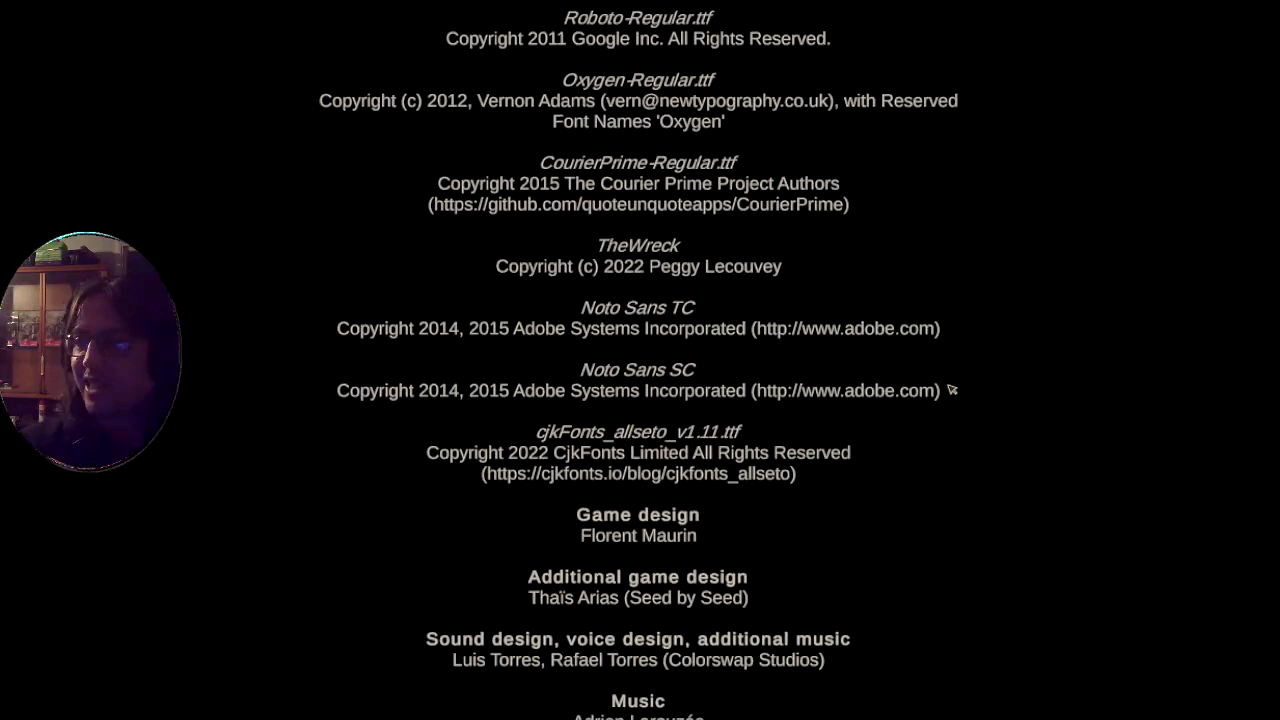 Roboto-Regular.ttf
Copyright 2011 Google Inc. All Rights Reserved.
Oxygen-Regular.ttf
Copyright (c) 2012, Vernon Adams (vern@newtypography.co.uk), with Reserved
Font Names 'Oxygen'
CourierPrime-Regular.ttf
Copyright 2015 The Courier Prime Project Authors
(https://github.com/quoteunquoteapps/CourierPrime)
TheWreck
Copyright (c) 2022 Peggy Lecouvey
Noto Sans TC
Copyright 2014, 2015 Adobe Systems Incorporated (http://www.adobe.com)
Noto Sans SC
Copyright 2014, 2015 Adobe Systems Incorporated (http://www.adobe.com)
cjkFonts_allseto_v1.11.ttf
Copyright 2022 CjkFonts Limited All Rights Reserved
(https://cjkfonts.io/blog/cjkfonts_allseto)
Game design
Florent Maurin
Additional game design
Thaïs Arias (Seed by Seed)
Sound design, voice design, additional music
Luis Torres, Rafael Torres (Colorswap Studios)
Music